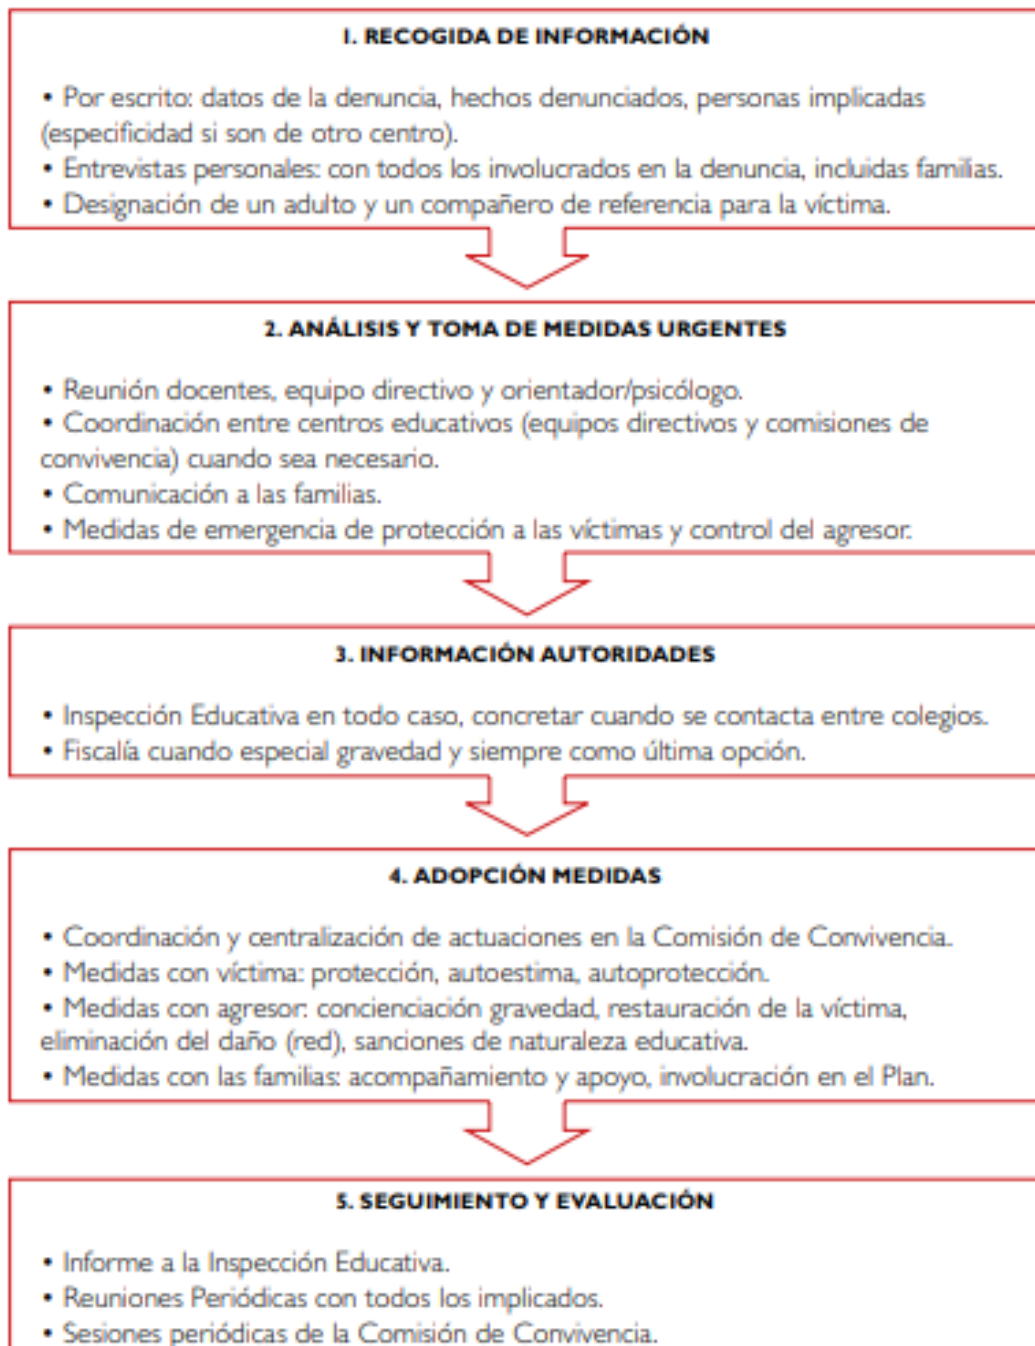 1. RECOGIDA DE INFORMACIÓN
• Por escrito: datos de la denuncia, hechos denunciados, personas implicadas
(especificidad si son de otro centro).
• Entrevistas personales: con todos los involucrados en la denuncia, incluidas familias.
• Designación de un adulto y un compañero de referencia para la víctima.
2. ANÁLISIS Y TOMA DE MEDIDAS URGENTES
• Reunión docentes, equipo directivo y orientador/psicólogo.
• Coordinación entre centros educativos (equipos directivos y comisiones de
convivencia) cuando sea necesario.
• Comunicación a las familias.
• Medidas de emergencia de protección a las víctimas y control del agresor.
3. INFORMACIÓN AUTORIDADES
• Inspección Educativa en todo caso, concretar cuando se contacta entre colegios.
• Fiscalía cuando especial gravedad y siempre como última opción.
4. ADOPCIÓN MEDIDAS
• Coordinación y centralización de actuaciones en la Comisión de Convivencia.
• Medidas con víctima: protección, autoestima, autoprotección.
• Medidas con agresor: concienciación gravedad, restauración de la víctima,
eliminación del daño (red), sanciones de naturaleza educativa.
• Medidas con las familias: acompañamiento y apoyo, involucración en el Plan.
5. SEGUIMIENTO Y EVALUACIÓN
• Informe a la Inspección Educativa.
• Reuniones Periódicas con todos los implicados.
• Sesiones periódicas de la Comisión de Convivencia.